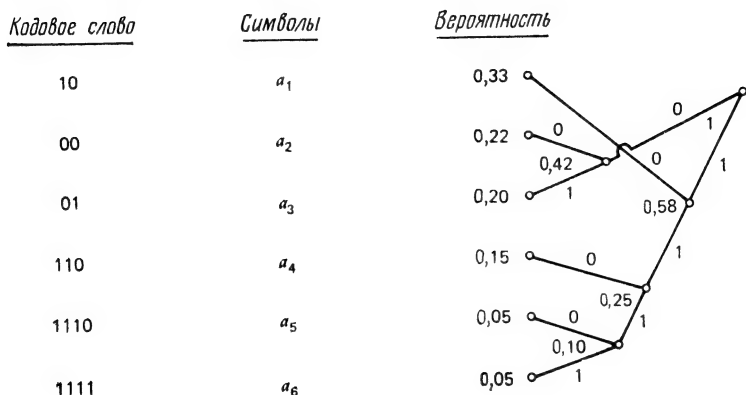 Кодовое слово Символы Вероятность
10 a₁ 0,33
0
1
00 a₂ 0,22 0
0,42 0 1
01 a₃ 0,20 1 0,58
1
110 a₄ 0,15 0
0,25
1110 a₅ 0,05 0 1
0,10
1111 a₆ 0,05 1